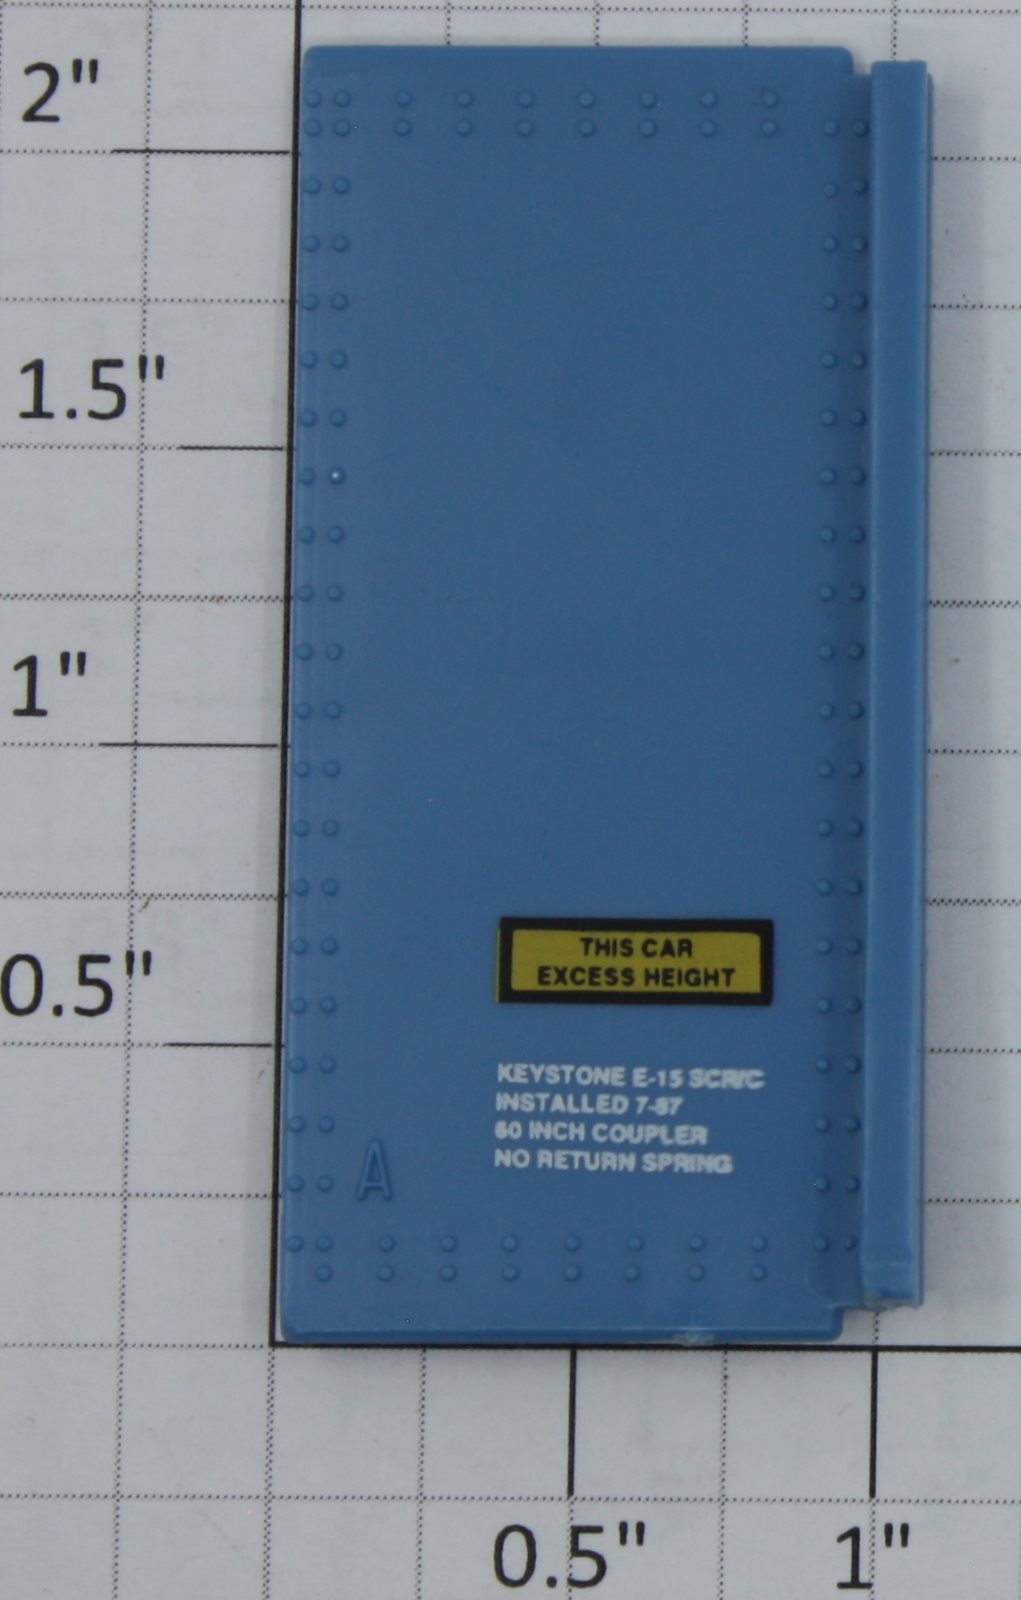 2"
1.5"
1"
0.5"
THIS CAR
EXCESS HEIGHT
KEYSTONE E-15 SCR/C
INSTALLED 7-87
60 INCH COUPLER
NO RETURN SPRING
A
0.5" 1"